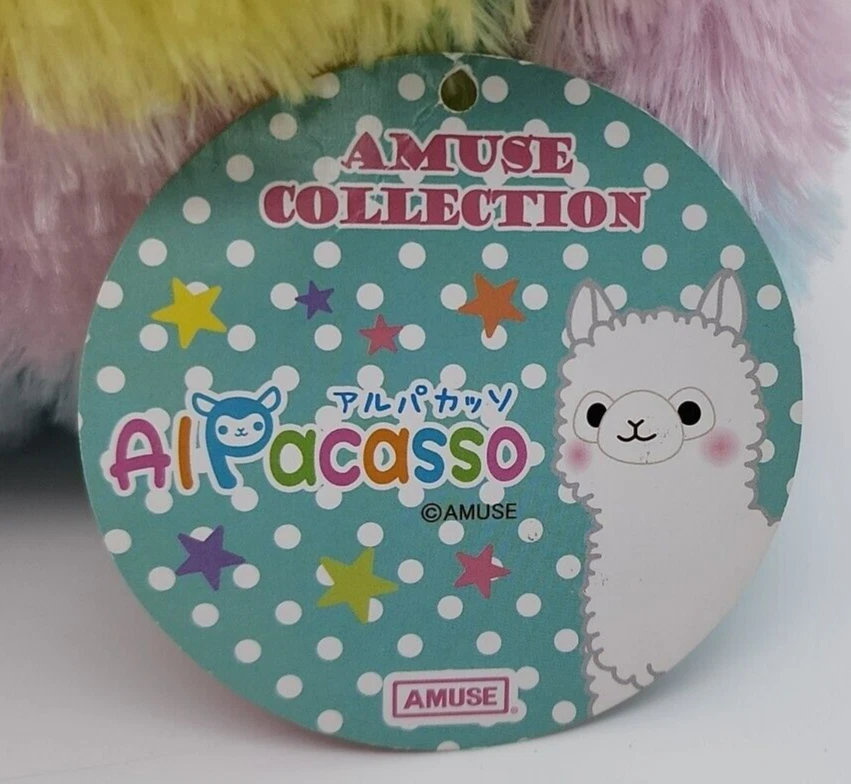 AMUSE
COLLECTION
アルパカッソ
AlPacasso
©AMUSE
AMUSE